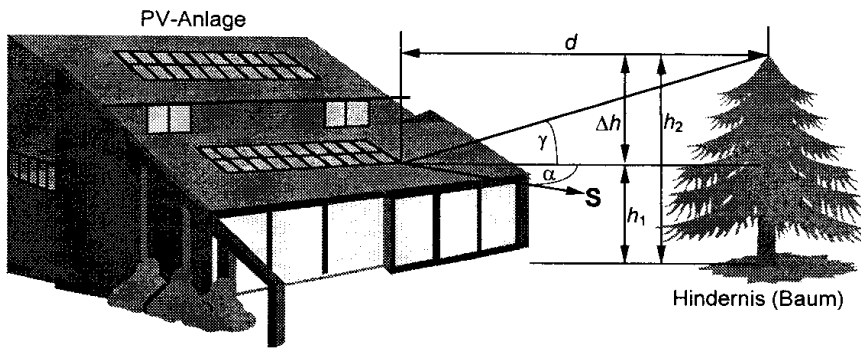 PV-Anlage
d
Δh
h₂
γ
α
S
h₁
Hindernis (Baum)